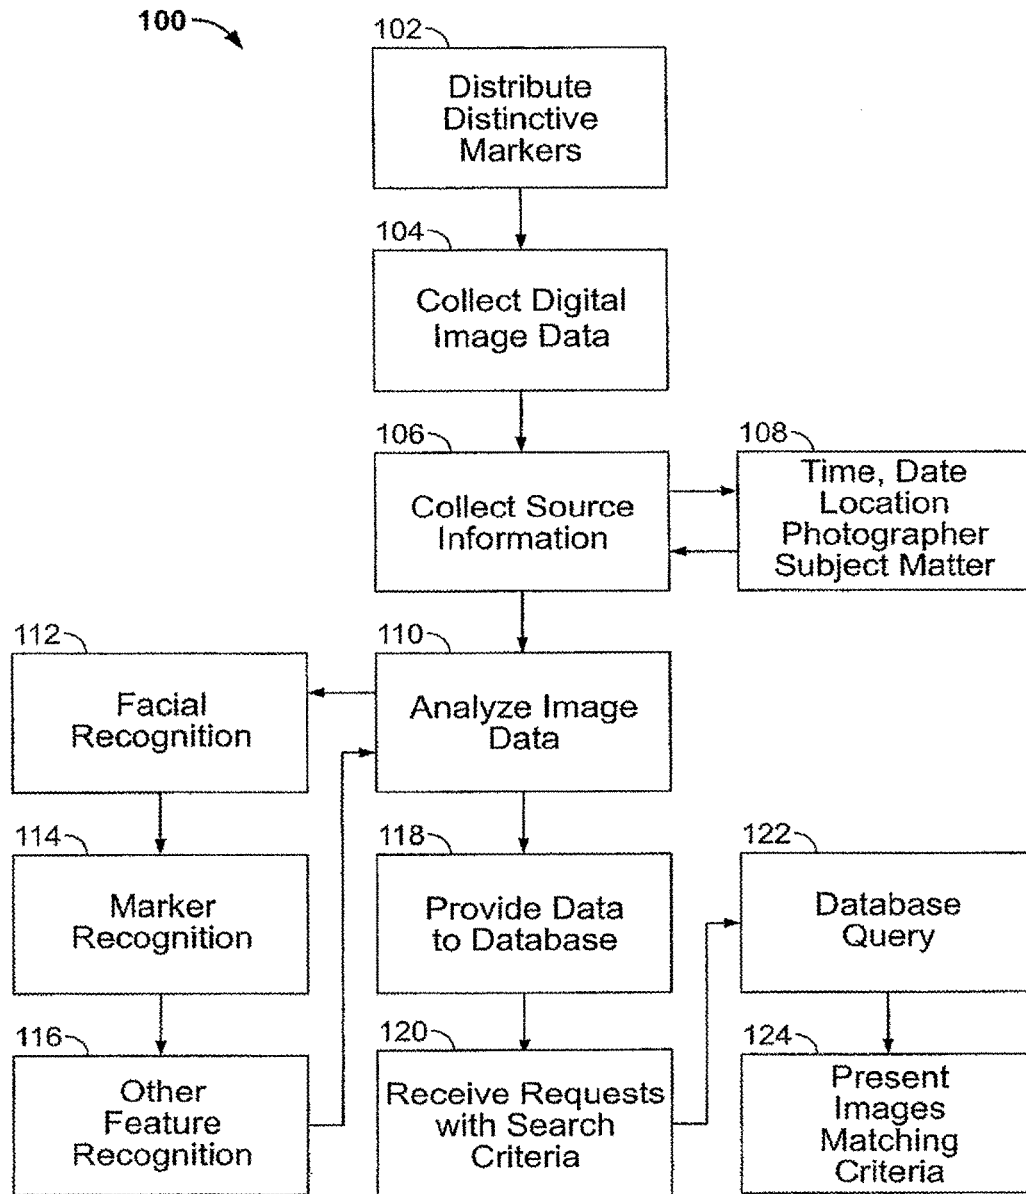 100
102
Distribute
Distinctive
Markers
104
Collect Digital
Image Data
106
Collect Source
Information
108
Time, Date
Location
Photographer
Subject Matter
112
Facial
Recognition
110
Analyze Image
Data
114
Marker
Recognition
118
Provide Data
to Database
122
Database
Query
116
Other
Feature
Recognition
120
Receive Requests
with Search
Criteria
124
Present
Images
Matching
Criteria